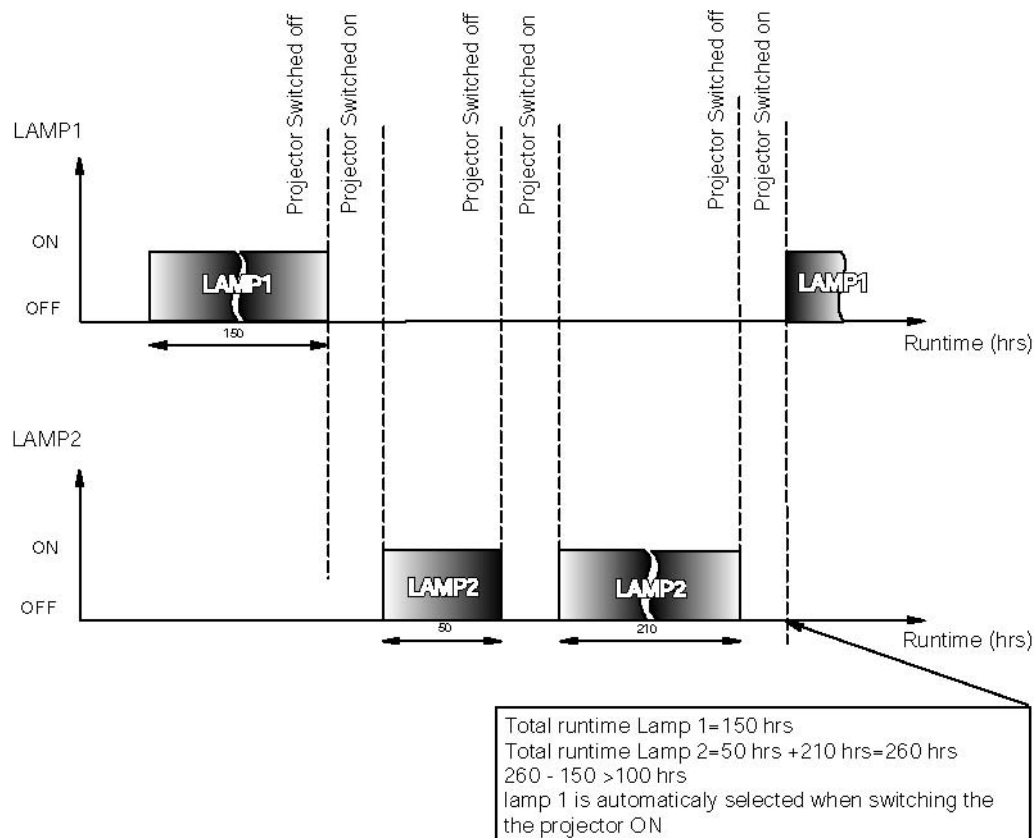 Projector Switched off
Projector Switched on
Projector Switched off
Projector Switched on
Projector Switched off
Projector Switched on
LAMP1
ON
LAMP1
LAMP1
OFF
150
Runtime (hrs)
LAMP2
ON
LAMP2
LAMP2
OFF
50
210
Runtime (hrs)
Total runtime Lamp 1=150 hrs
Total runtime Lamp 2=50 hrs +210 hrs=260 hrs
260 - 150 >100 hrs
lamp 1 is automaticaly selected when switching the
the projector ON